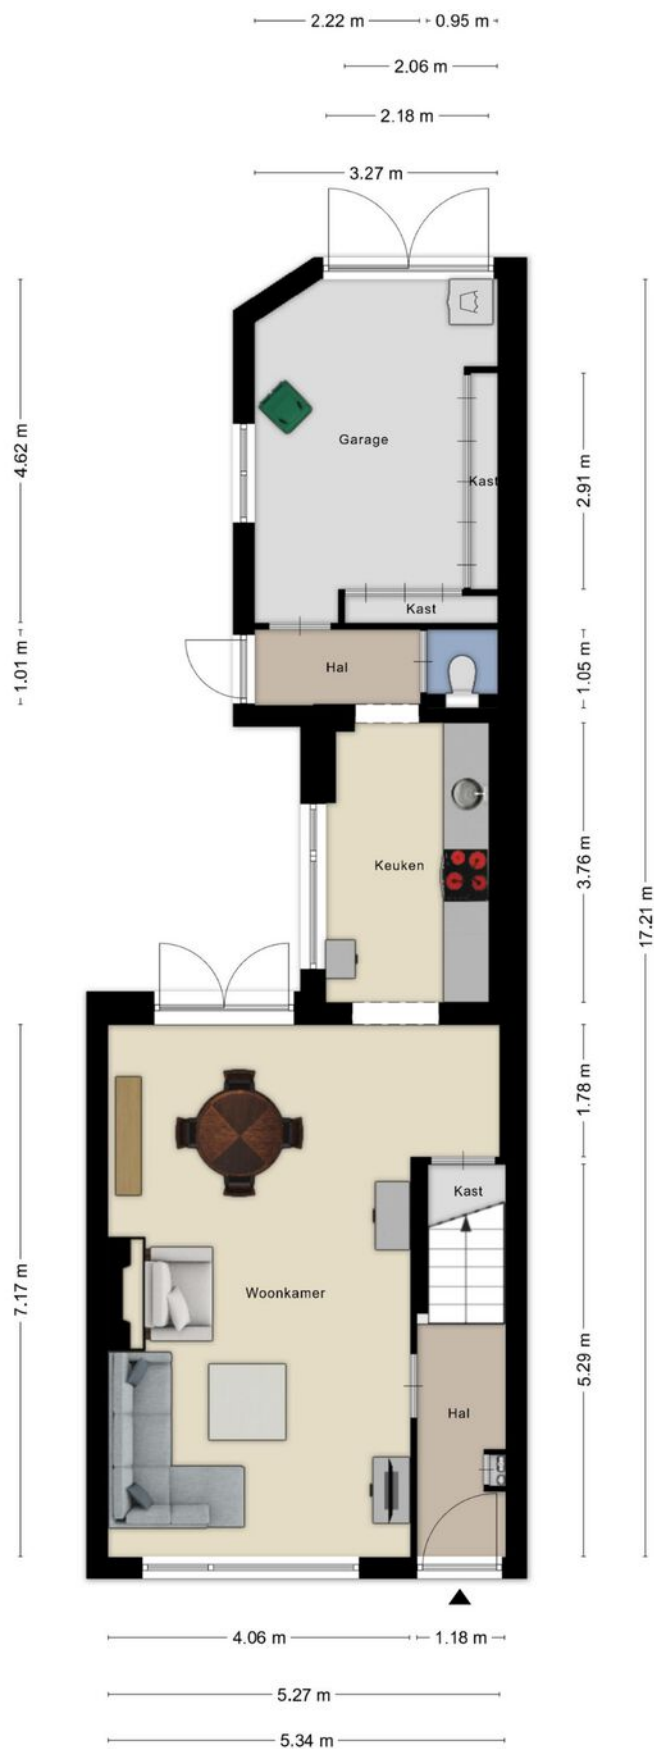 2.22 m 0.95 m
2.06 m
2.18 m
3.27 m
4.62 m
Garage
Kast
2.91 m
Kast
1.01 m
Hal
1.05 m
Keuken
3.76 m
17.21 m
1.78 m
Kast
7.17 m
Woonkamer
5.29 m
Hal
4.06 m 1.18 m
5.27 m
5.34 m